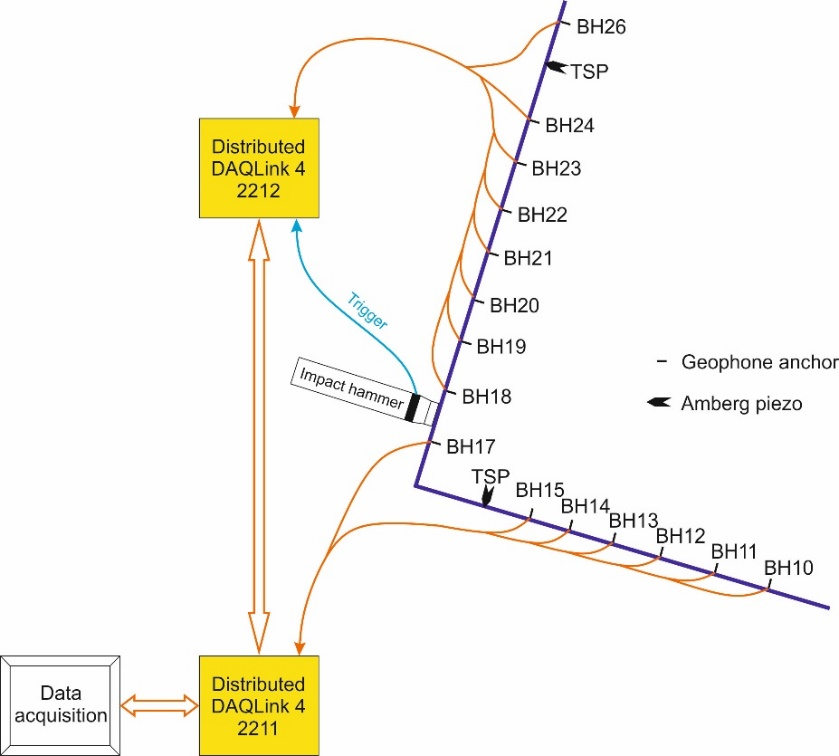 BH26
TSP
BH24
Distributed
DAQLink 4
2212
BH23
BH22
BH21
BH20
Trigger
BH19
Geophone anchor
Impact hammer
BH18
Amberg piezo
BH17
TSP
BH15
BH14
BH13
BH12
BH11
BH10
Data
acquisition
Distributed
DAQLink 4
2211